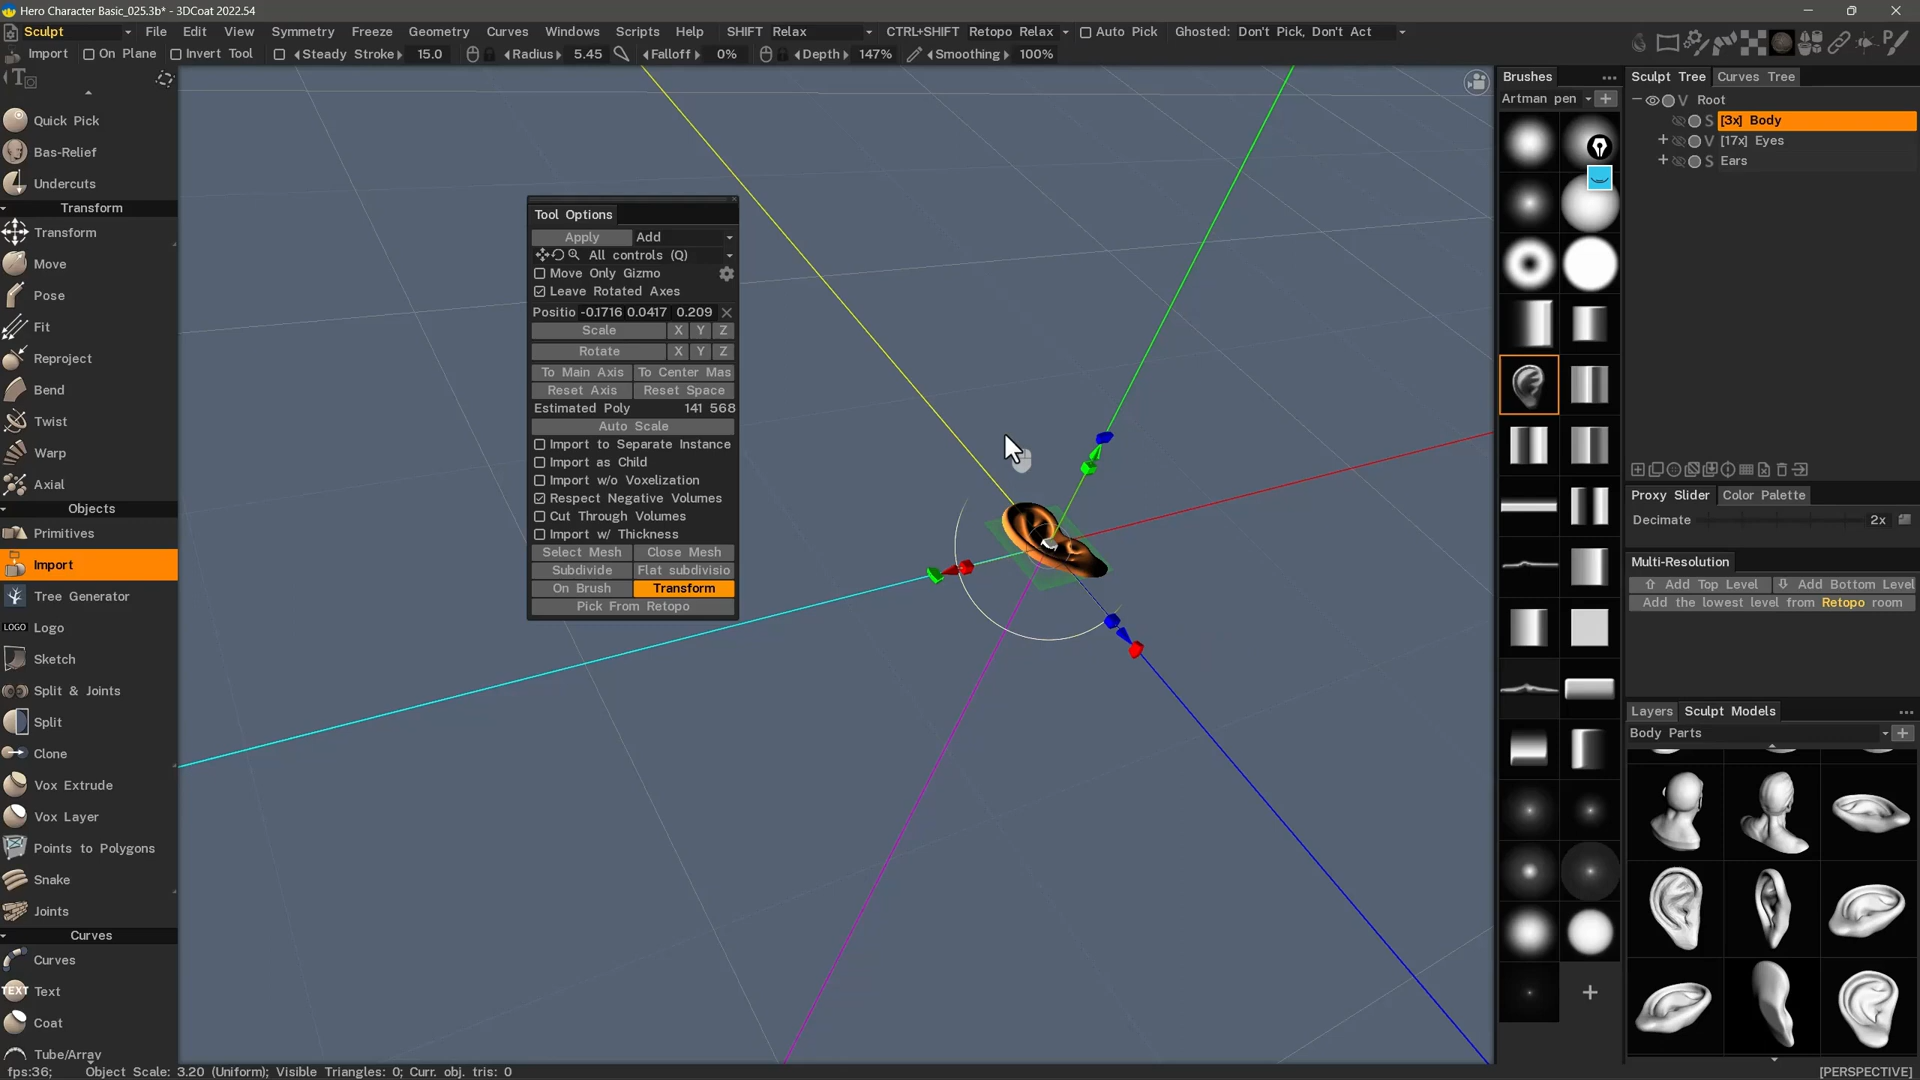 Hero Character Basic_025.3b* - 3DCoat 2022.54
Sculpt File Edit View Symmetry Freeze Geometry Curves Windows Scripts Help SHIFT Relax CTRL+SHIFT Retopo Relax Auto Pick Ghosted: Don't Pick, Don't Act
Import On Plane Invert Tool Steady Stroke 15.0 Radius 5.45 Falloff 0% Depth 147% Smoothing 100%
Quick Pick
Bas-Relief
Undercuts
Transform
Transform
Move
Pose
Fit
Reproject
Bend
Twist
Warp
Axial
Objects
Primitives
Import
Tree Generator
LOGO Logo
Sketch
Split & Joints
Split
Clone
Vox Extrude
Vox Layer
Points to Polygons
Snake
Joints
Curves
Curves
TEXT Text
Coat
Tube/Array
Tool Options
Apply Add
All controls (Q)
Move Only Gizmo
Leave Rotated Axes
Positio -0.1716 0.0417 0.209
Scale X Y Z
Rotate X Y Z
To Main Axis To Center Mas
Reset Axis Reset Space
Estimated Poly 141 568
Auto Scale
Import to Separate Instance
Import as Child
Import w/o Voxelization
Respect Negative Volumes
Cut Through Volumes
Import w/ Thickness
Select Mesh Close Mesh
Subdivide Flat subdivisio
On Brush Transform
Pick From Retopo
Brushes
Artman pen
Sculpt Tree Curves Tree
V Root
S [3x] Body
V [17x] Eyes
S Ears
Proxy Slider Color Palette
Decimate 2x
Multi-Resolution
Add Top Level Add Bottom Level
Add the lowest level from Retopo room
Layers Sculpt Models
Body Parts
fps:36; Object Scale: 3.20 (Uniform); Visible Triangles: 0; Curr. obj. tris: 0
[PERSPECTIVE]